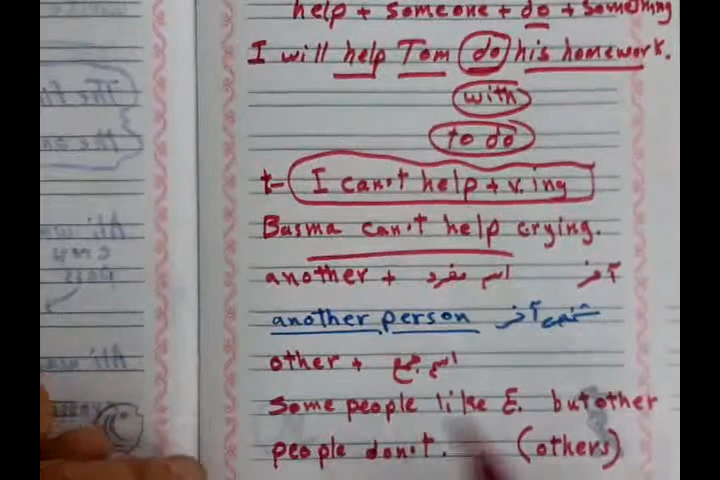 help + someone + do + something
I will help Tom do his homework.
with
to do
t- I can't help + v. ing
Basma can't help crying.
another + اسم مفرد آخر
another person شخص آخر
other + اسم جمع
Some people like E. but other
people don't. (others)